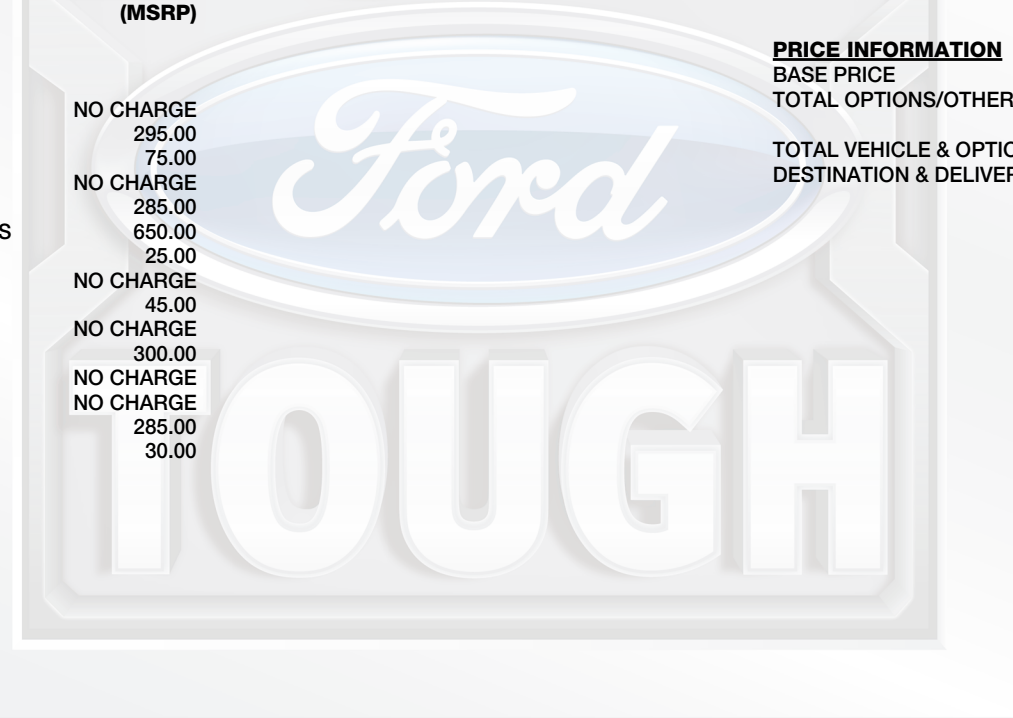 (MSRP)
NO CHARGE
295.00
75.00
NO CHARGE
285.00
S 650.00
25.00
NO CHARGE
45.00
NO CHARGE
300.00
NO CHARGE
NO CHARGE
285.00
30.00
PRICE INFORMATION
BASE PRICE
TOTAL OPTIONS/OTHER
TOTAL VEHICLE & OPTIO
DESTINATION & DELIVER
Ford
TOUGH